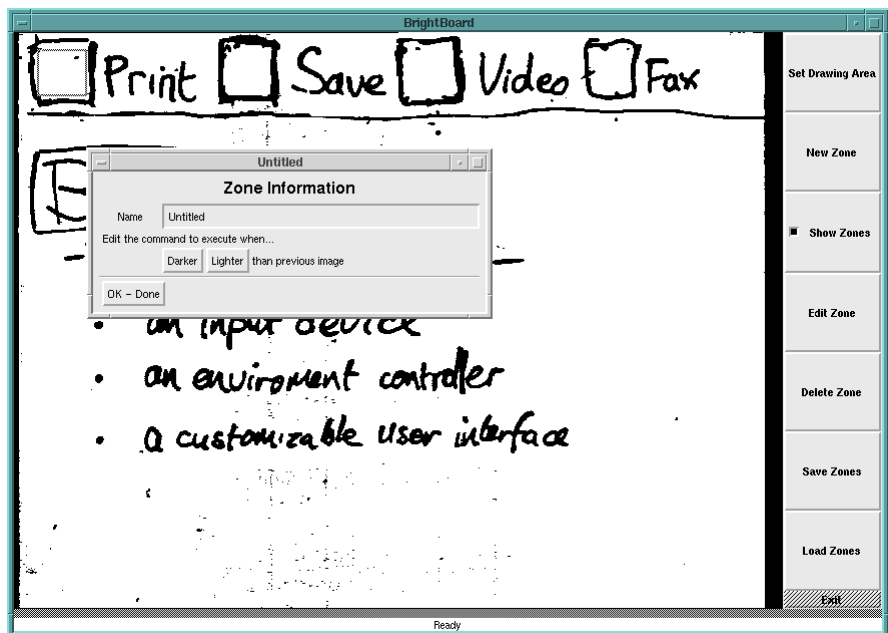 BrightBoard
Print Save Video Fax
Set Drawing Area
New Zone
Show Zones
Edit Zone
Delete Zone
Save Zones
Load Zones
Exit
Untitled
Zone Information
Name Untitled
Edit the command to execute when...
Darker Lighter than previous image
OK - Done
• an input device
• an enviroment controller
• a customizable user interface
Ready